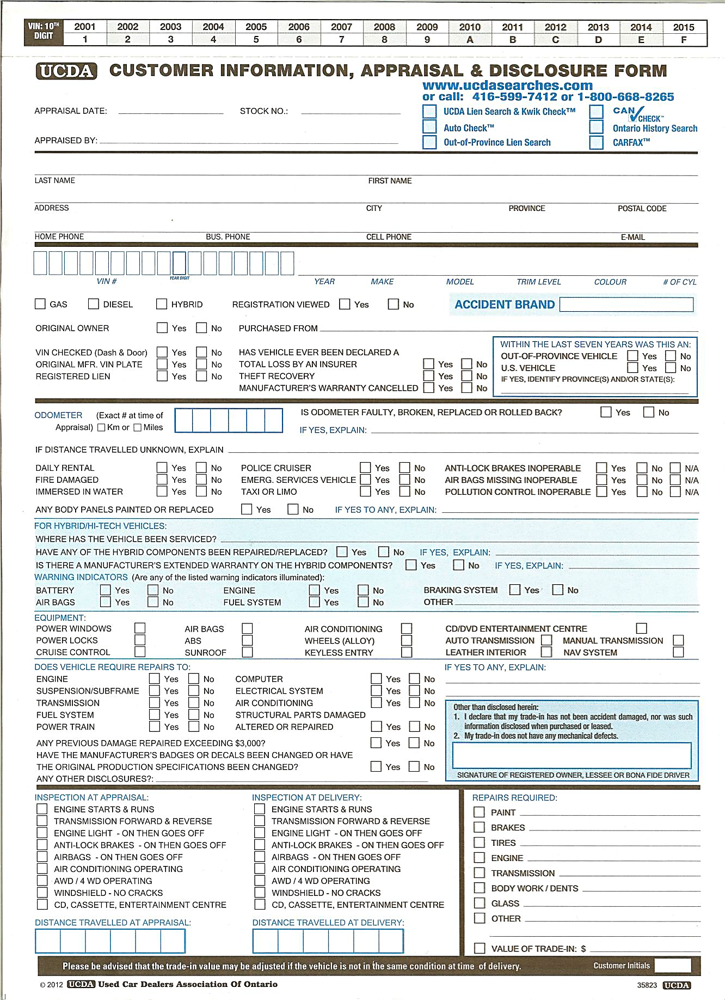 VIN: 10TH DIGIT 2001 2002 2003 2004 2005 2006 2007 2008 2009 2010 2011 2012 2013 2014 2015
1 2 3 4 5 6 7 8 9 A B C D E F
UCDA CUSTOMER INFORMATION, APPRAISAL & DISCLOSURE FORM
www.ucdasearches.com
or call: 416-599-7412 or 1-800-668-8265
APPRAISAL DATE: STOCK NO.: UCDA Lien Search & Kwik Check™ CAN CHECK™
Auto Check™ Ontario History Search
APPRAISED BY: Out-of-Province Lien Search CARFAX™
LAST NAME FIRST NAME
ADDRESS CITY PROVINCE POSTAL CODE
HOME PHONE BUS. PHONE CELL PHONE E-MAIL
VIN # YEAR DIGIT YEAR MAKE MODEL TRIM LEVEL COLOUR # OF CYL
GAS DIESEL HYBRID REGISTRATION VIEWED Yes No ACCIDENT BRAND
ORIGINAL OWNER Yes No PURCHASED FROM
WITHIN THE LAST SEVEN YEARS WAS THIS AN:
VIN CHECKED (Dash & Door) Yes No HAS VEHICLE EVER BEEN DECLARED A OUT-OF-PROVINCE VEHICLE Yes No
ORIGINAL MFR. VIN PLATE Yes No TOTAL LOSS BY AN INSURER Yes No U.S. VEHICLE Yes No
REGISTERED LIEN Yes No THEFT RECOVERY Yes No IF YES, IDENTIFY PROVINCE(S) AND/OR STATE(S):
MANUFACTURER'S WARRANTY CANCELLED Yes No
ODOMETER (Exact # at time of IS ODOMETER FAULTY, BROKEN, REPLACED OR ROLLED BACK? Yes No
Appraisal) Km or Miles IF YES, EXPLAIN:
IF DISTANCE TRAVELLED UNKNOWN, EXPLAIN
DAILY RENTAL Yes No POLICE CRUISER Yes No ANTI-LOCK BRAKES INOPERABLE Yes No N/A
FIRE DAMAGED Yes No EMERG. SERVICES VEHICLE Yes No AIR BAGS MISSING INOPERABLE Yes No N/A
IMMERSED IN WATER Yes No TAXI OR LIMO Yes No POLLUTION CONTROL INOPERABLE Yes No N/A
ANY BODY PANELS PAINTED OR REPLACED Yes No IF YES TO ANY, EXPLAIN:
FOR HYBRID/HI-TECH VEHICLES:
WHERE HAS THE VEHICLE BEEN SERVICED?
HAVE ANY OF THE HYBRID COMPONENTS BEEN REPAIRED/REPLACED? Yes No IF YES, EXPLAIN:
IS THERE A MANUFACTURER'S EXTENDED WARRANTY ON THE HYBRID COMPONENTS? Yes No IF YES, EXPLAIN:
WARNING INDICATORS (Are any of the listed warning indicators illuminated):
BATTERY Yes No ENGINE Yes No BRAKING SYSTEM Yes No
AIR BAGS Yes No FUEL SYSTEM Yes No OTHER
EQUIPMENT:
POWER WINDOWS AIR BAGS AIR CONDITIONING CD/DVD ENTERTAINMENT CENTRE
POWER LOCKS ABS WHEELS (ALLOY) AUTO TRANSMISSION MANUAL TRANSMISSION
CRUISE CONTROL SUNROOF KEYLESS ENTRY LEATHER INTERIOR NAV SYSTEM
DOES VEHICLE REQUIRE REPAIRS TO: IF YES TO ANY, EXPLAIN:
ENGINE Yes No COMPUTER Yes No
SUSPENSION/SUBFRAME Yes No ELECTRICAL SYSTEM Yes No
TRANSMISSION Yes No AIR CONDITIONING Yes No
FUEL SYSTEM Yes No STRUCTURAL PARTS DAMAGED
POWER TRAIN Yes No ALTERED OR REPAIRED Yes No
ANY PREVIOUS DAMAGE REPAIRED EXCEEDING $3,000? Yes No
HAVE THE MANUFACTURER'S BADGES OR DECALS BEEN CHANGED OR HAVE
THE ORIGINAL PRODUCTION SPECIFICATIONS BEEN CHANGED? Yes No
ANY OTHER DISCLOSURES?:
Other than disclosed herein:
1. I declare that my trade-in has not been accident damaged, nor was such
information disclosed when purchased or leased.
2. My trade-in does not have any mechanical defects.
SIGNATURE OF REGISTERED OWNER, LESSEE OR BONA FIDE DRIVER
INSPECTION AT APPRAISAL:
ENGINE STARTS & RUNS
TRANSMISSION FORWARD & REVERSE
ENGINE LIGHT - ON THEN GOES OFF
ANTI-LOCK BRAKES - ON THEN GOES OFF
AIRBAGS - ON THEN GOES OFF
AIR CONDITIONING OPERATING
AWD / 4 WD OPERATING
WINDSHIELD - NO CRACKS
CD, CASSETTE, ENTERTAINMENT CENTRE
DISTANCE TRAVELLED AT APPRAISAL:
INSPECTION AT DELIVERY:
ENGINE STARTS & RUNS
TRANSMISSION FORWARD & REVERSE
ENGINE LIGHT - ON THEN GOES OFF
ANTI-LOCK BRAKES - ON THEN GOES OFF
AIRBAGS - ON THEN GOES OFF
AIR CONDITIONING OPERATING
AWD / 4 WD OPERATING
WINDSHIELD - NO CRACKS
CD, CASSETTE, ENTERTAINMENT CENTRE
DISTANCE TRAVELLED AT DELIVERY:
REPAIRS REQUIRED:
PAINT
BRAKES
TIRES
ENGINE
TRANSMISSION
BODY WORK / DENTS
GLASS
OTHER
VALUE OF TRADE-IN: $
Please be advised that the trade-in value may be adjusted if the vehicle is not in the same condition at time of delivery. Customer Initials
© 2012 UCDA Used Car Dealers Association Of Ontario 35823 UCDA